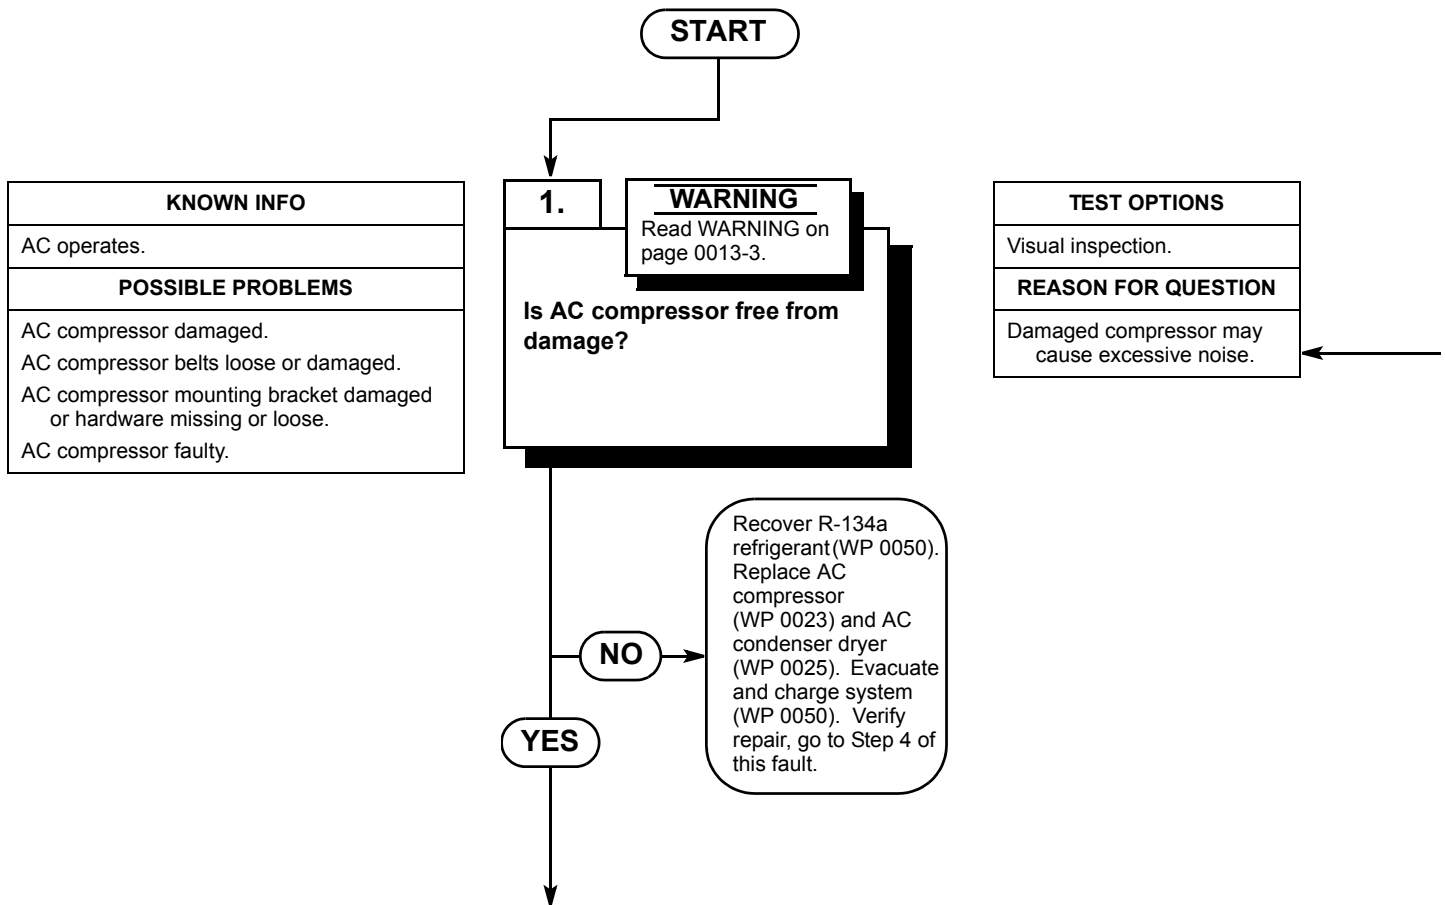 START
KNOWN INFO
AC operates.
POSSIBLE PROBLEMS
AC compressor damaged.
AC compressor belts loose or damaged.
AC compressor mounting bracket damaged
or hardware missing or loose.
AC compressor faulty.
1.
WARNING
Read WARNING on
page 0013-3.
Is AC compressor free from
damage?
TEST OPTIONS
Visual inspection.
REASON FOR QUESTION
Damaged compressor may
cause excessive noise.
NO
Recover R-134a
refrigerant (WP 0050).
Replace AC
compressor
(WP 0023) and AC
condenser dryer
(WP 0025). Evacuate
and charge system
(WP 0050). Verify
repair, go to Step 4 of
this fault.
YES